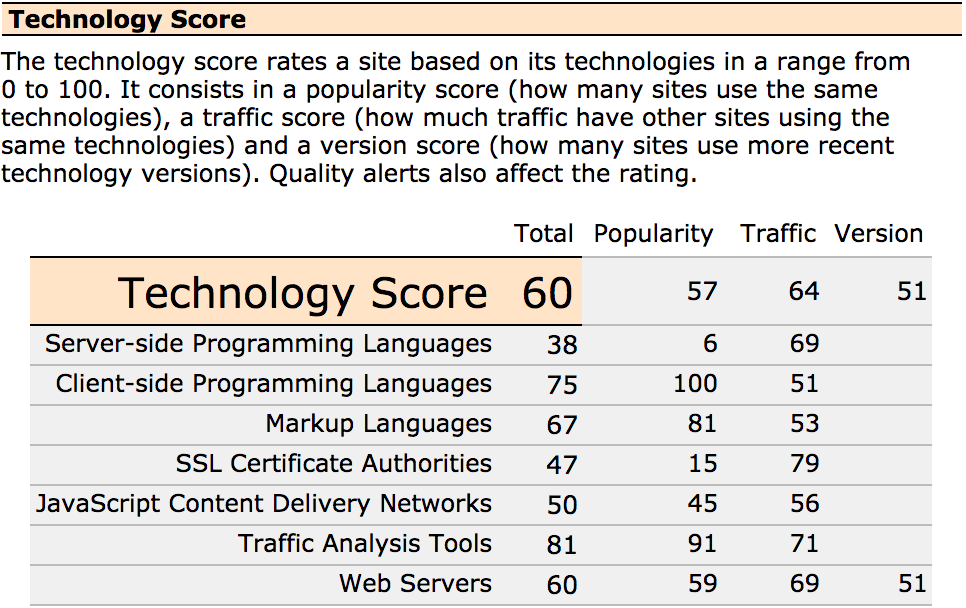 Technology Score
The technology score rates a site based on its technologies in a range from
0 to 100. It consists in a popularity score (how many sites use the same
technologies), a traffic score (how much traffic have other sites using the
same technologies) and a version score (how many sites use more recent
technology versions). Quality alerts also affect the rating.
Total Popularity Traffic Version
Technology Score 60 57 64 51
Server-side Programming Languages 38 6 69
Client-side Programming Languages 75 100 51
Markup Languages 67 81 53
SSL Certificate Authorities 47 15 79
JavaScript Content Delivery Networks 50 45 56
Traffic Analysis Tools 81 91 71
Web Servers 60 59 69 51